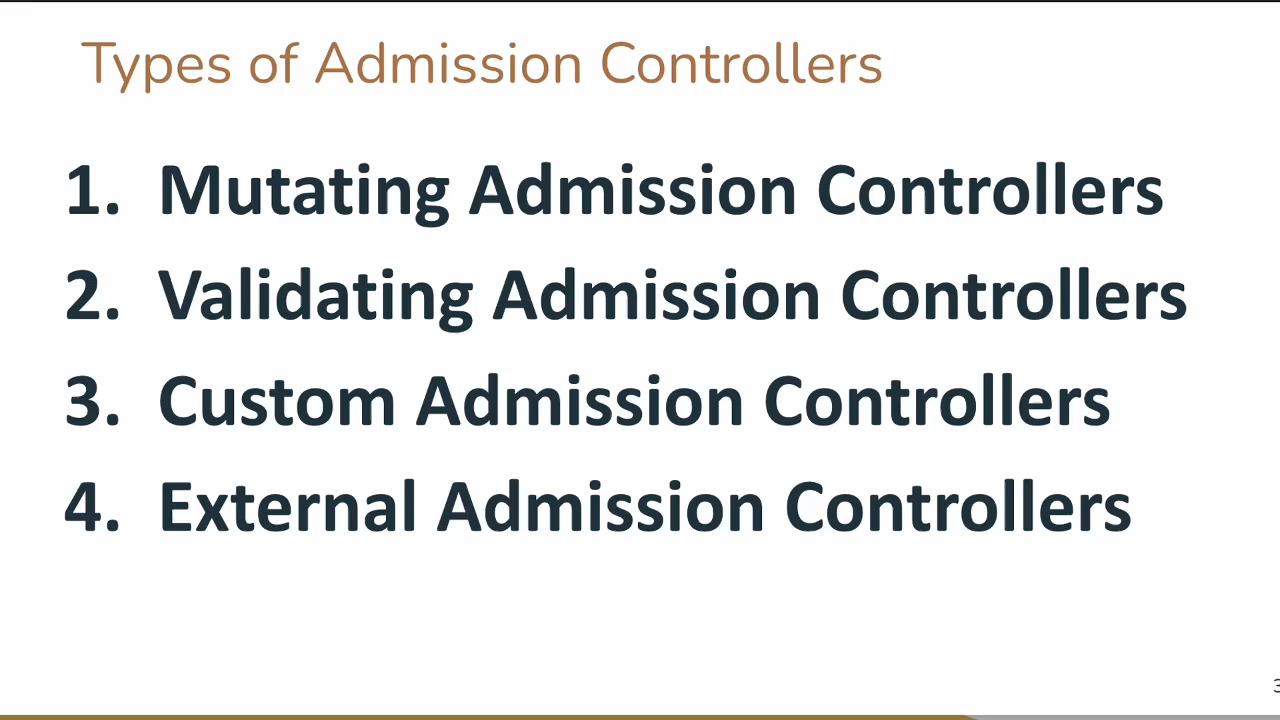 Types of Admission Controllers
1. Mutating Admission Controllers
2. Validating Admission Controllers
3. Custom Admission Controllers
4. External Admission Controllers